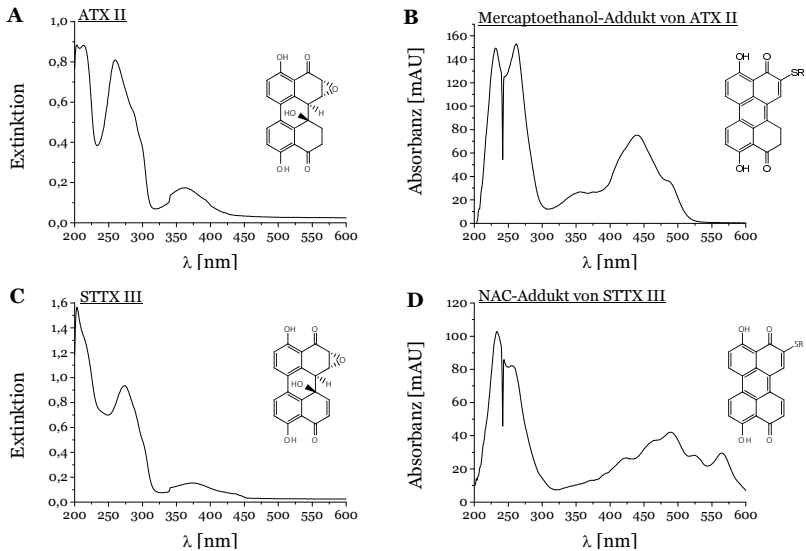 A ATX II
1,0
0,8
0,6
0,4
0,2
0,0
Extinktion
200 250 300 350 400 450 500 550 600
λ [nm]
OH O
O
H
HO
OH O
B Mercaptoethanol-Addukt von ATX II
160
140
120
100
80
60
40
20
0
Absorbanz [mAU]
200 250 300 350 400 450 500 550 600
λ [nm]
OH O
SR
OH O
C STTX III
1,6
1,4
1,2
1,0
0,8
0,6
0,4
0,2
0,0
Extinktion
200 250 300 350 400 450 500 550 600
λ [nm]
OH O
O
H
HO
OH O
D NAC-Addukt von STTX III
120
100
80
60
40
20
0
Absorbanz [mAU]
200 250 300 350 400 450 500 550 600
λ [nm]
OH O
SR
OH O